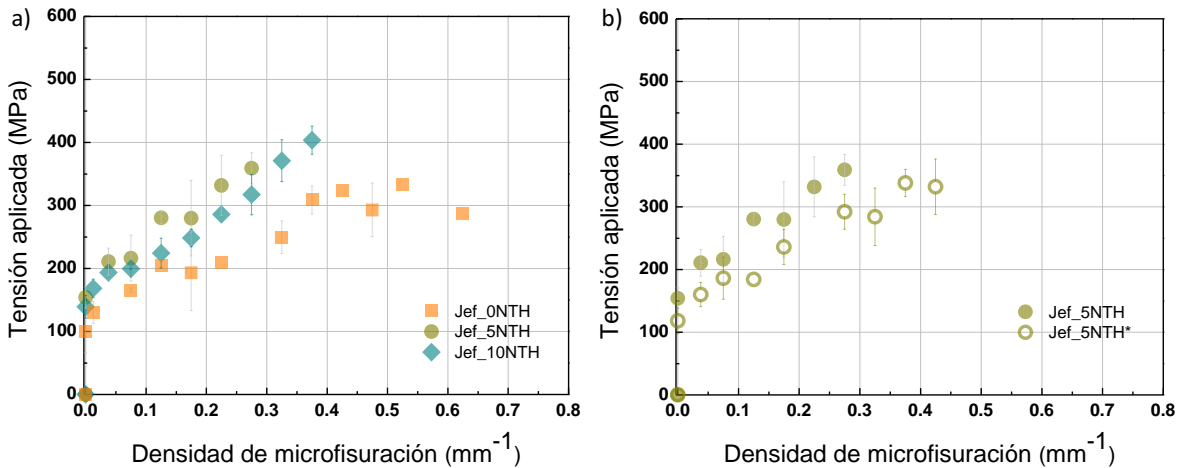 a)
Tensión aplicada (MPa)
600
500
400
300
200
100
0
0.0 0.1 0.2 0.3 0.4 0.5 0.6 0.7 0.8
Densidad de microfisuración (mm⁻¹)
Jef_0NTH
Jef_5NTH
Jef_10NTH
b)
Tensión aplicada (MPa)
600
500
400
300
200
100
0
0.0 0.1 0.2 0.3 0.4 0.5 0.6 0.7 0.8
Densidad de microfisuración (mm⁻¹)
Jef_5NTH
Jef_5NTH*